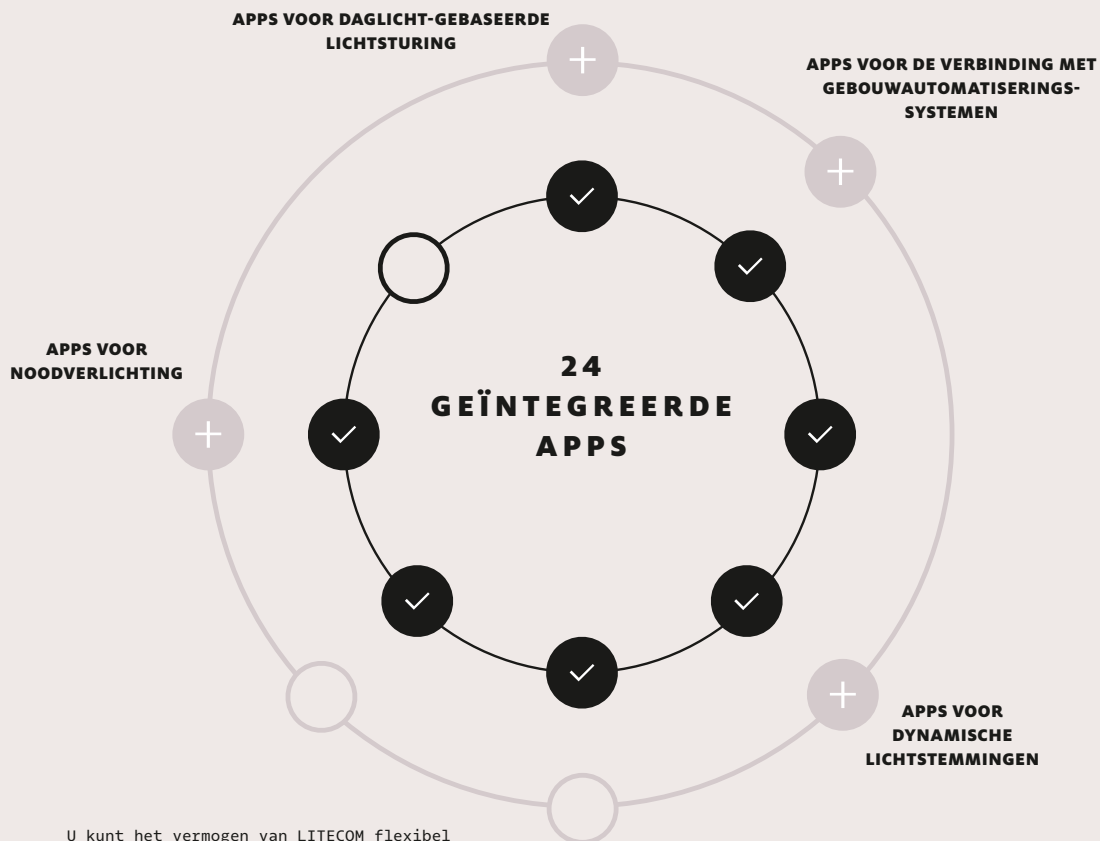 APPS VOOR DAGLICHT-GEBASEERDE
LICHTSTURING
APPS VOOR DE VERBINDING MET
GEBOUWAUTOMATISERINGS-
SYSTEMEN
APPS VOOR
NOODVERLICHTING
24
GEÏNTEGREERDE
APPS
APPS VOOR
DYNAMISCHE
LICHTSTEMMINGEN
U kunt het vermogen van LITECOM flexibel